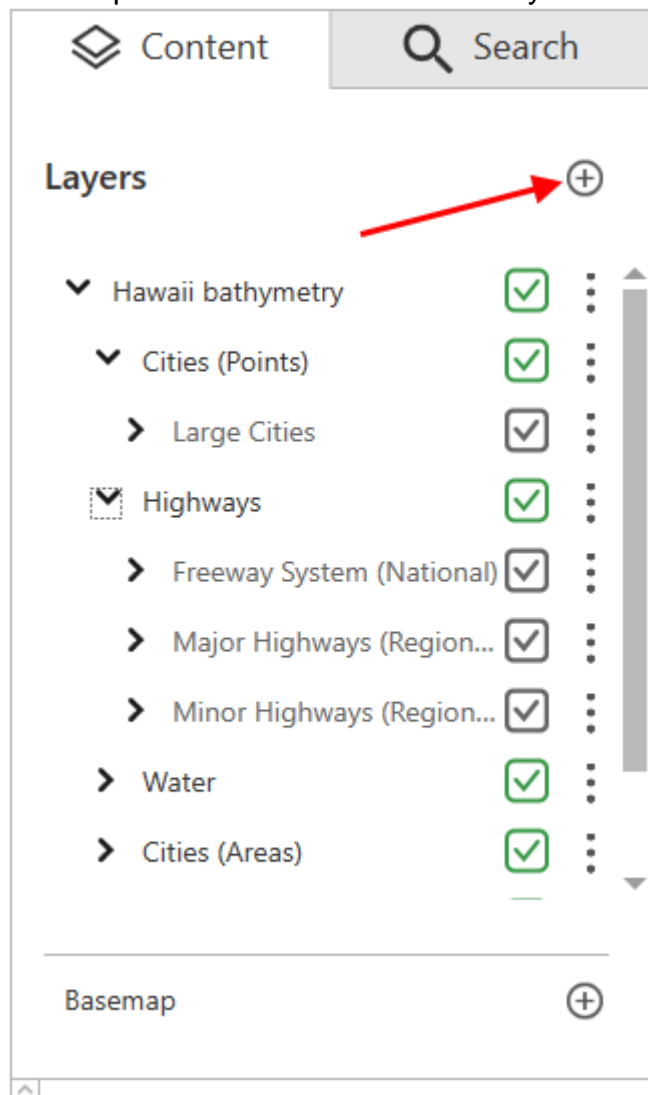 Content Search
Layers
Hawaii bathymetry
Cities (Points)
Large Cities
Highways
Freeway System (National)
Major Highways (Region...
Minor Highways (Region...
Water
Cities (Areas)
Basemap